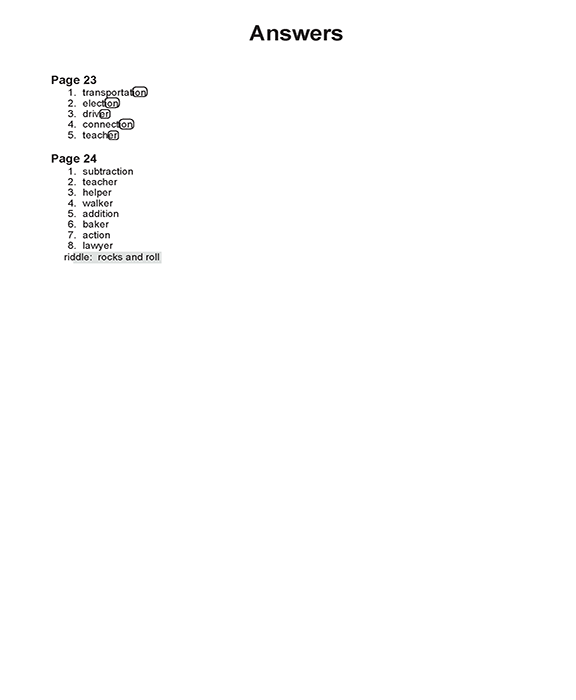 Answers
Page 23
1. transportation
2. election
3. driver
4. connection
5. teacher
Page 24
1. subtraction
2. teacher
3. helper
4. walker
5. addition
6. baker
7. action
8. lawyer
riddle: rocks and roll